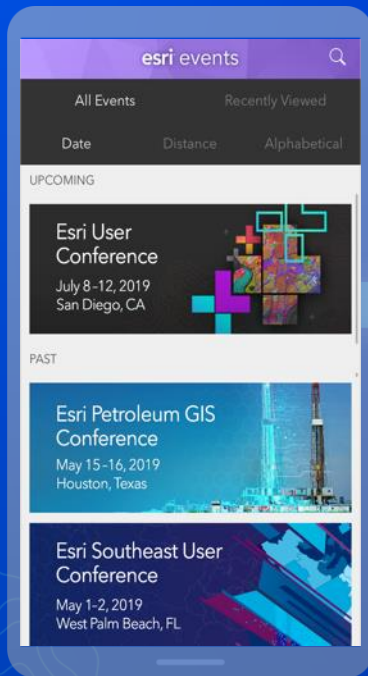 esri events
All Events Recently Viewed
Date Distance Alphabetical
UPCOMING
Esri User
Conference
July 8-12, 2019
San Diego, CA
PAST
Esri Petroleum GIS
Conference
May 15-16, 2019
Houston, Texas
Esri Southeast User
Conference
May 1-2, 2019
West Palm Beach, FL